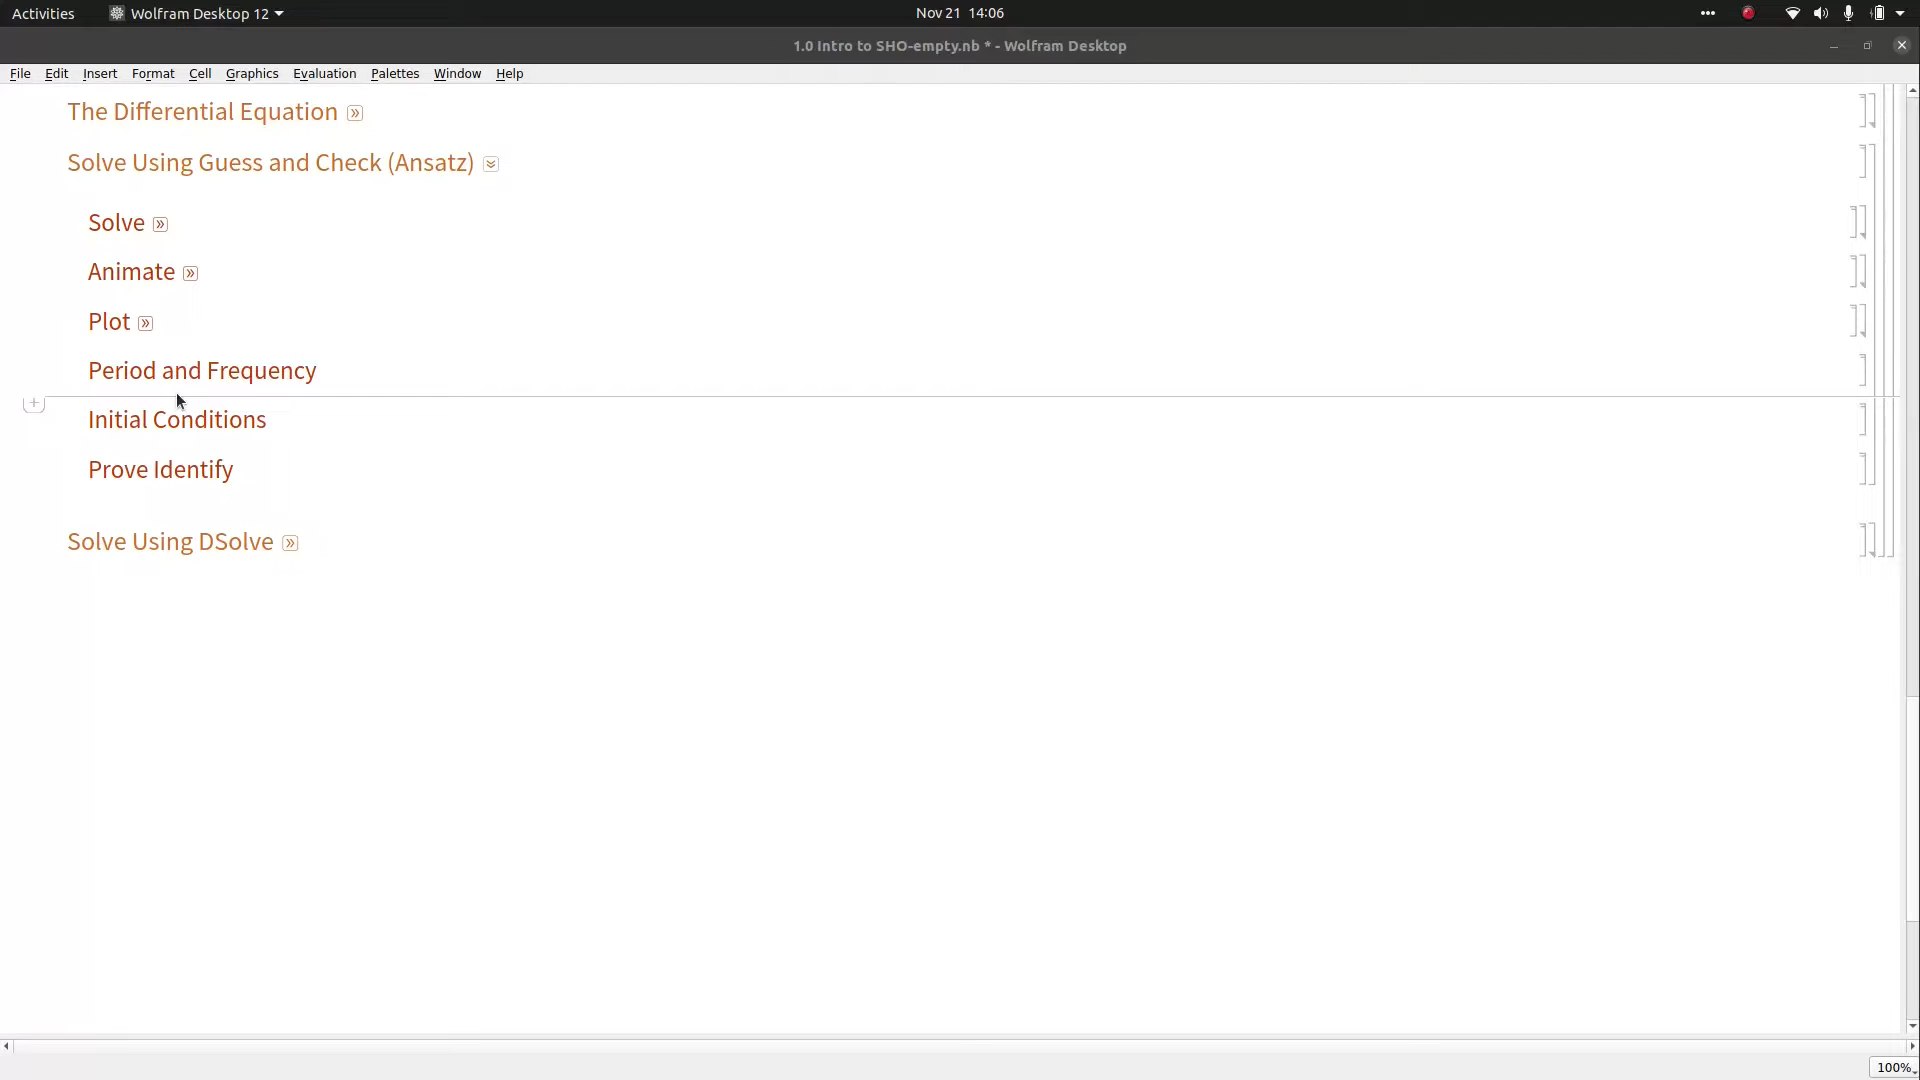 Activities Wolfram Desktop 12 Nov 21 14:06
1.0 Intro to SHO-empty.nb * - Wolfram Desktop
File Edit Insert Format Cell Graphics Evaluation Palettes Window Help
The Differential Equation
Solve Using Guess and Check (Ansatz)
Solve
Animate
Plot
Period and Frequency
Initial Conditions
Prove Identify
Solve Using DSolve
100%